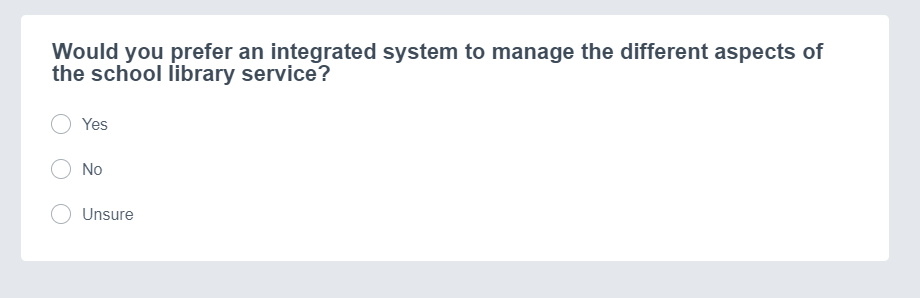 Would you prefer an integrated system to manage the different aspects of
the school library service?
Yes
No
Unsure